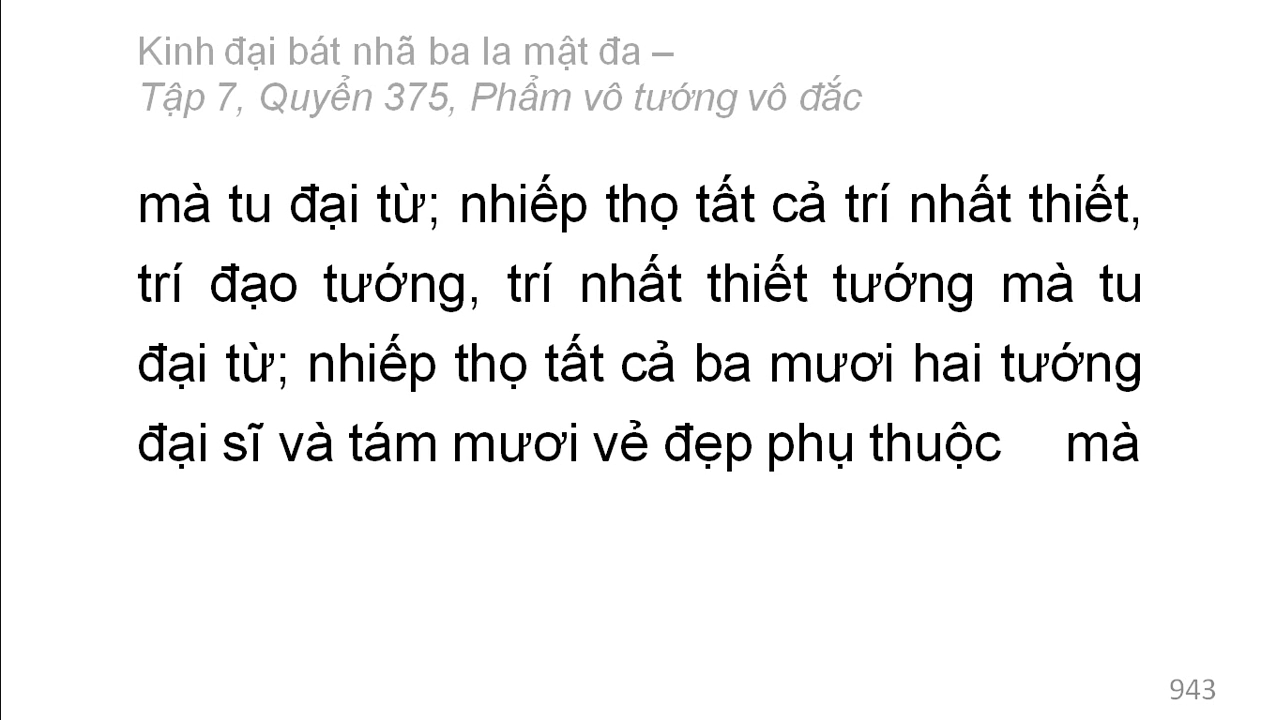 Kinh đại bát nhã ba la mật đa –
Tập 7, Quyển 375, Phẩm vô tướng vô đắc
mà tu đại từ; nhiếp thọ tất cả trí nhất thiết,
trí đạo tướng, trí nhất thiết tướng mà tu
đại từ; nhiếp thọ tất cả ba mươi hai tướng
đại sĩ và tám mươi vẻ đẹp phụ thuộc mà
943